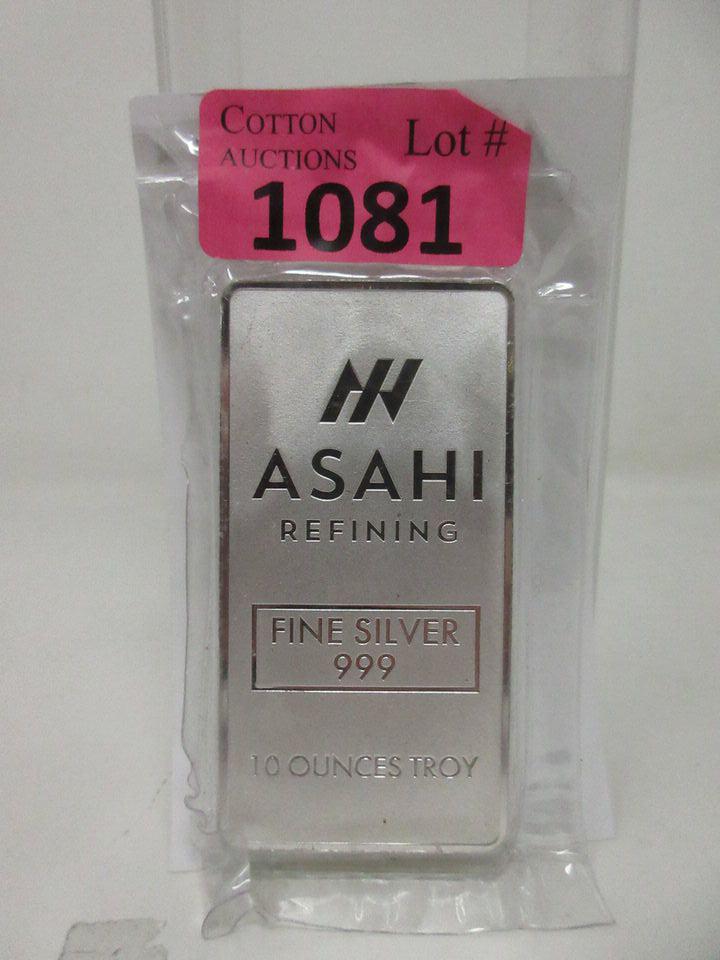 COTTON
AUCTIONS
Lot #
1081
ASAHI
REFINING
FINE SILVER
999
10 OUNCES TROY